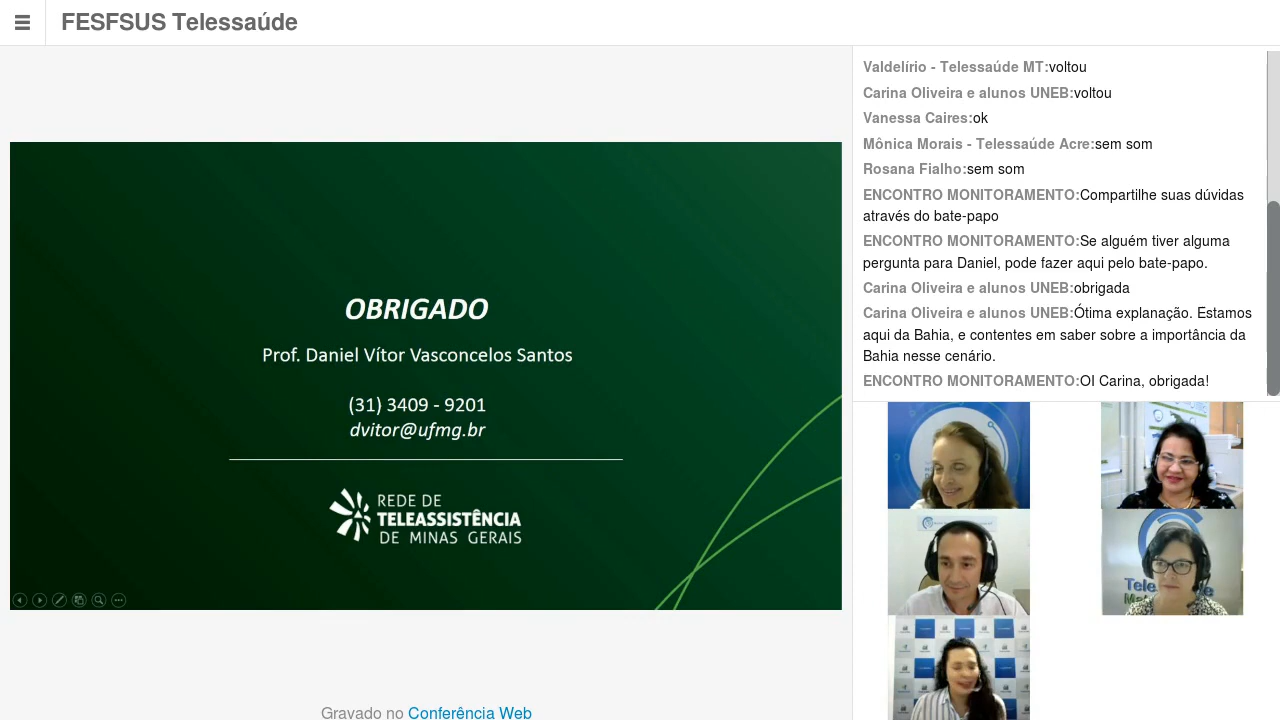 FESFSUS Telessaúde
OBRIGADO
Prof. Daniel Vítor Vasconcelos Santos
(31) 3409 - 9201
dvitor@ufmg.br
REDE DE
TELEASSISTÊNCIA
DE MINAS GERAIS
Gravado no Conferência Web
Valdelírio - Telessaúde MT:voltou
Carina Oliveira e alunos UNEB:voltou
Vanessa Caires:ok
Mônica Morais - Telessaúde Acre:sem som
Rosana Fialho:sem som
ENCONTRO MONITORAMENTO:Compartilhe suas dúvidas
através do bate-papo
ENCONTRO MONITORAMENTO:Se alguém tiver alguma
pergunta para Daniel, pode fazer aqui pelo bate-papo.
Carina Oliveira e alunos UNEB:obrigada
Carina Oliveira e alunos UNEB:Ótima explanação. Estamos
aqui da Bahia, e contentes em saber sobre a importância da
Bahia nesse cenário.
ENCONTRO MONITORAMENTO:OI Carina, obrigada!